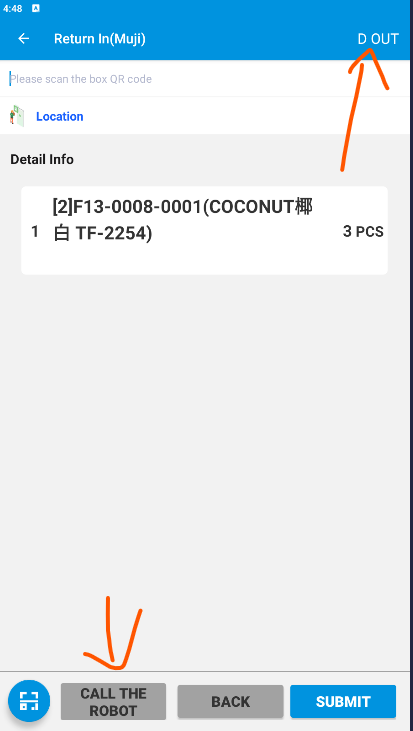 4:48 A
Return In(Muji)
D OUT
Please scan the box QR code
Location
Detail Info
[2]F13-0008-0001(COCONUT椰
1
白 TF-2254)
3 PCS
CALL THE
ROBOT
BACK
SUBMIT